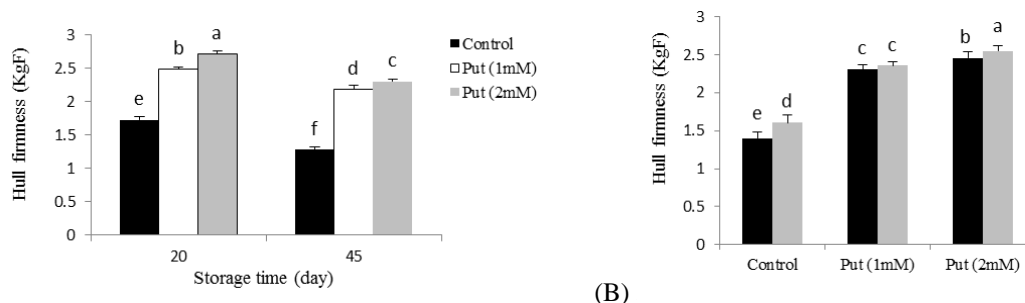 Hull firmness (KgF)
3
2.5
2
1.5
1
0.5
0
e
b
a
f
d
c
20
45
Storage time (day)
Control
Put (1mM)
Put (2mM)
(B)
Hull firmness (KgF)
3
2.5
2
1.5
1
0.5
0
e
d
c
c
b
a
Control
Put (1mM)
Put (2mM)